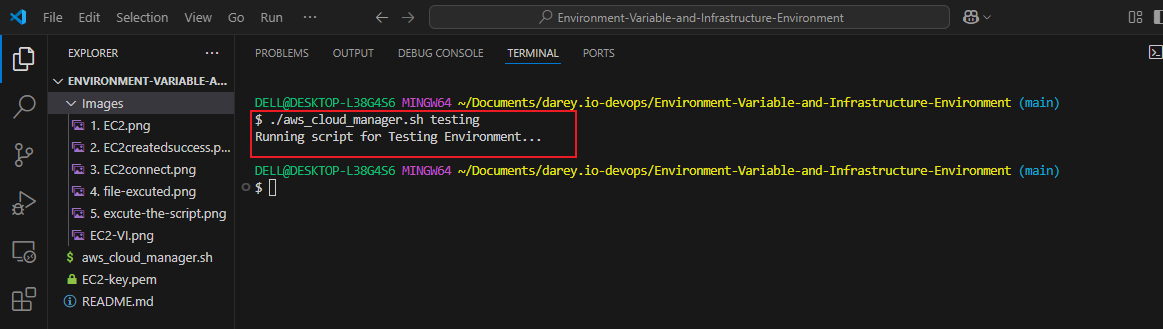 File Edit Selection View Go Run ···
Environment-Variable-and-Infrastructure-Environment
EXPLORER ···
ENVIRONMENT-VARIABLE-A...
Images
1. EC2.png
2. EC2createdsuccess.p...
3. EC2connect.png
4. file-excuted.png
5. excute-the-script.png
EC2-VI.png
$ aws_cloud_manager.sh
EC2-key.pem
README.md
PROBLEMS OUTPUT DEBUG CONSOLE TERMINAL PORTS
DELL@DESKTOP-L38G4S6 MINGW64 ~/Documents/darey.io-devops/Environment-Variable-and-Infrastructure-Environment (main)
$ ./aws_cloud_manager.sh testing
Running script for Testing Environment...
DELL@DESKTOP-L38G4S6 MINGW64 ~/Documents/darey.io-devops/Environment-Variable-and-Infrastructure-Environment (main)
$